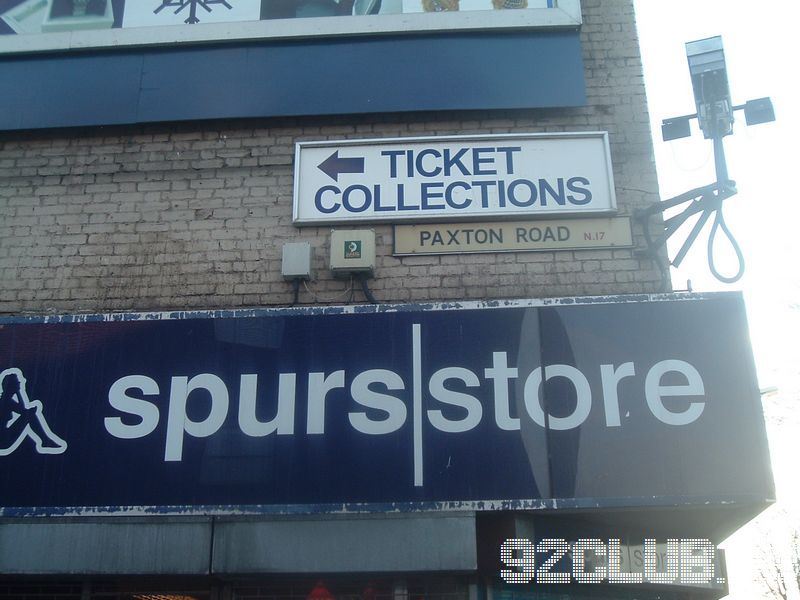 TICKET
COLLECTIONS
PAXTON ROAD N.17
spurs|store
92CLUB.